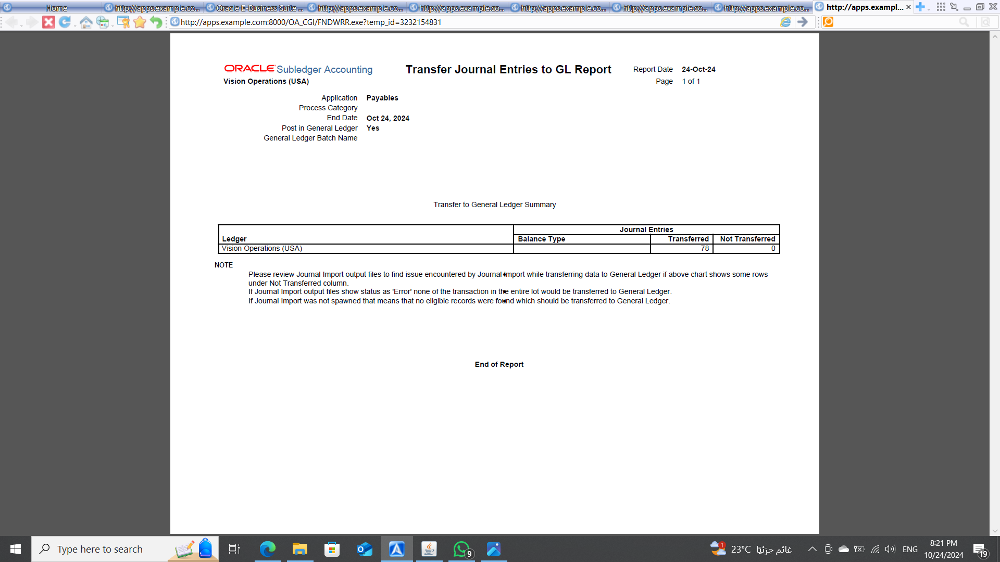 Home
http://apps.example.co...
Oracle E-Business Suite ...
http://apps.example.co...
http://apps.example.co...
http://apps.example.co...
http://apps.example.co...
http://apps.example.co...
http://apps.exampl...
http://apps.example.com:8000/OA_CGI/FNDWRR.exe?temp_id=3232154831
ORACLE Subledger Accounting
Transfer Journal Entries to GL Report
Report Date 24-Oct-24
Vision Operations (USA)
Page 1 of 1
Application Payables
Process Category
End Date Oct 24, 2024
Post in General Ledger Yes
General Ledger Batch Name
Transfer to General Ledger Summary
Journal Entries
Ledger Balance Type Transferred Not Transferred
Vision Operations (USA) 78 0
NOTE
Please review Journal Import output files to find issue encountered by Journal Import while transferring data to General Ledger if above chart shows some rows
under Not Transferred column.
If Journal Import output files show status as 'Error' none of the transaction in the entire lot would be transferred to General Ledger.
If Journal Import was not spawned that means that no eligible records were found which should be transferred to General Ledger.
End of Report
Type here to search
9
1
23°C غائم جزئيًا
ENG
8:21 PM
10/24/2024
19